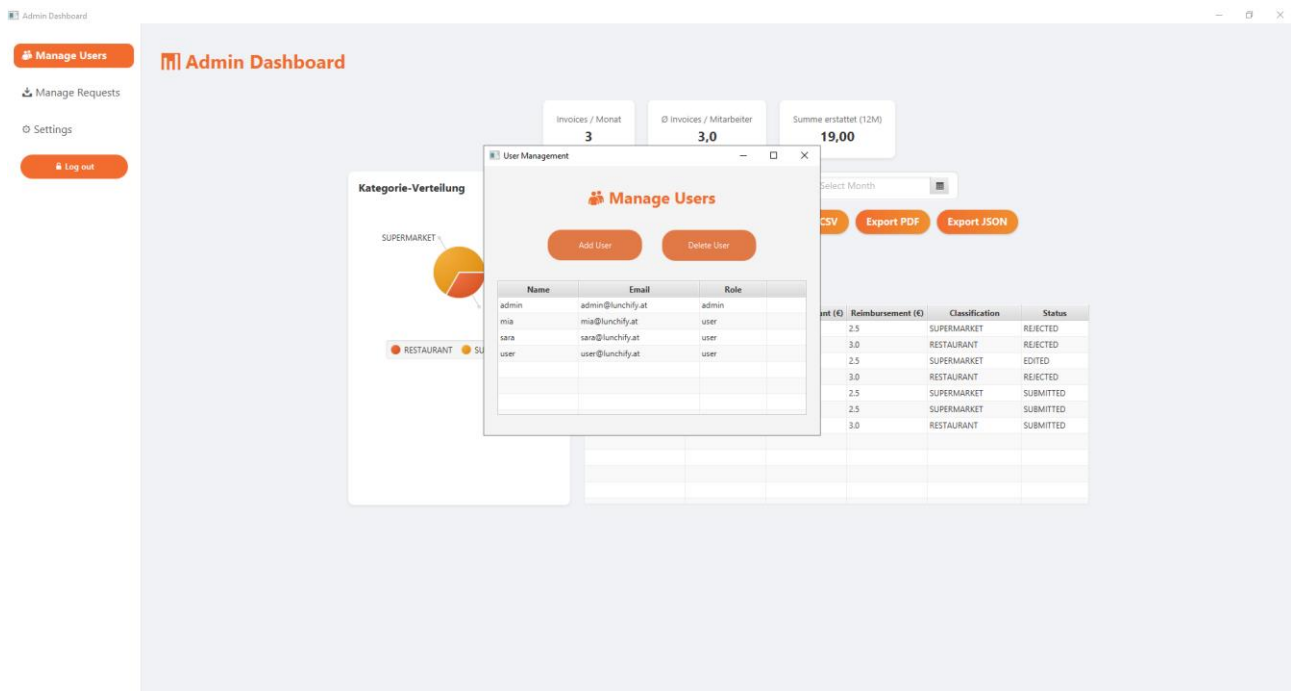 Admin Dashboard
Manage Users
Manage Requests
Settings
Log out
Admin Dashboard
Invoices / Monat
3
Ø Invoices / Mitarbeiter
3,0
Summe erstattet (12M)
19,00
Kategorie-Verteilung
SUPERMARKET
RESTAURANT SU
Select Month
CSV Export PDF Export JSON
User Management
Manage Users
Add User Delete User
Name Email Role
admin admin@lunchify.at admin
mia mia@lunchify.at user
sara sara@lunchify.at user
user user@lunchify.at user
unt (€) Reimbursement (€) Classification Status
2.5 SUPERMARKET REJECTED
3.0 RESTAURANT REJECTED
2.5 SUPERMARKET EDITED
3.0 RESTAURANT REJECTED
2.5 SUPERMARKET SUBMITTED
2.5 SUPERMARKET SUBMITTED
3.0 RESTAURANT SUBMITTED